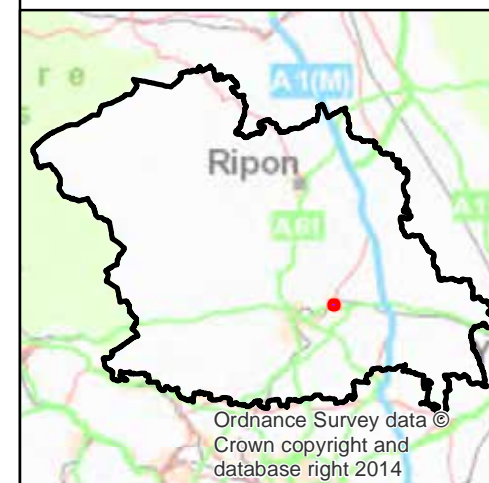 r e
A1(M)
Ripon
A61
A1
Ordnance Survey data ©
Crown copyright and
database right 2014